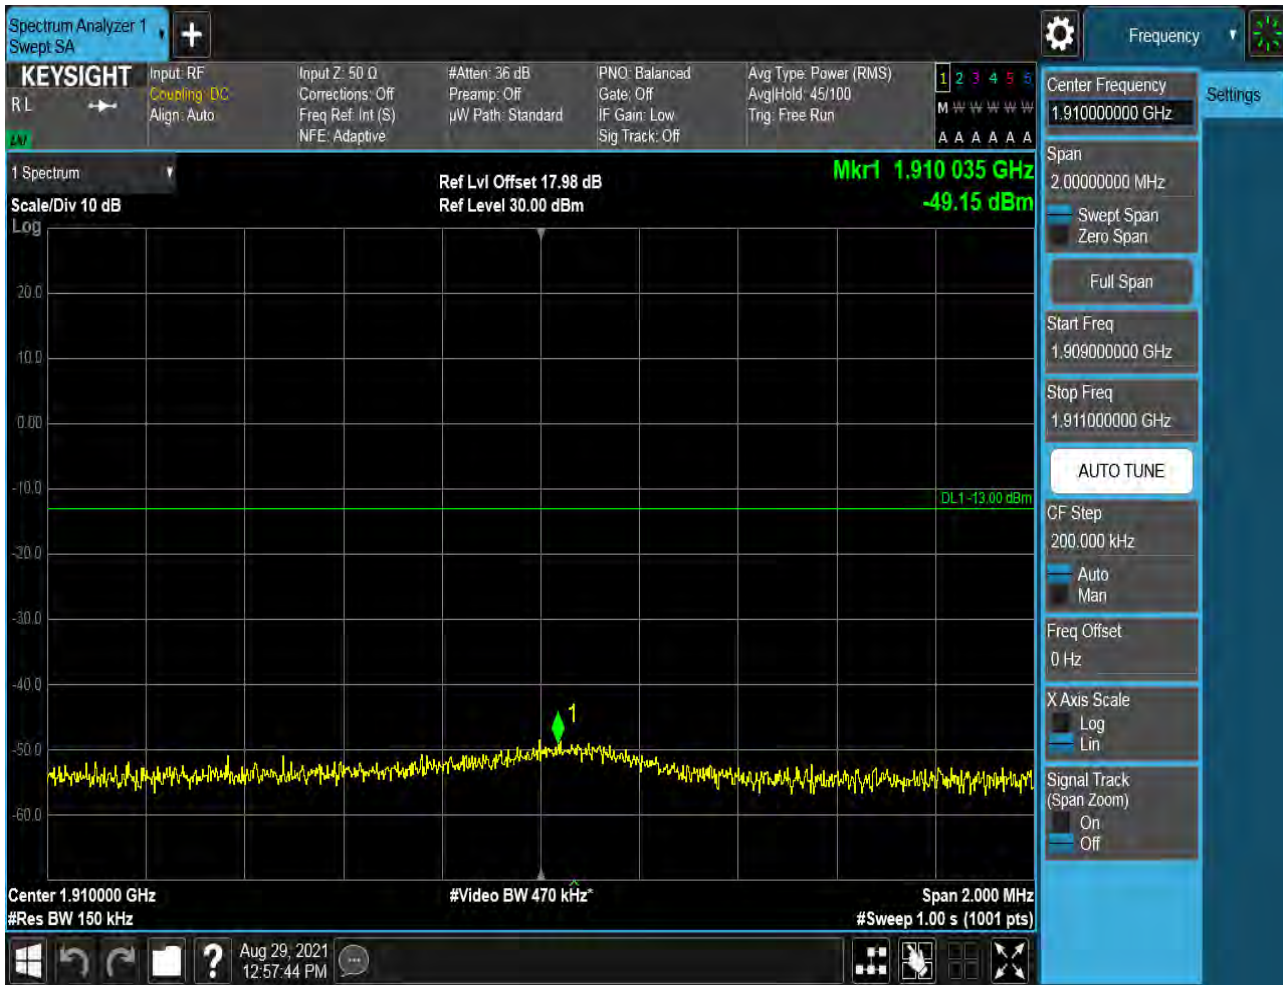 Spectrum Analyzer 1
Swept SA
Frequency
KEYSIGHT
R L
LXI
Input: RF
Coupling: DC
Align: Auto
Input Z: 50 Ω
Corrections: Off
Freq Ref: Int (S)
NFE: Adaptive
#Atten: 36 dB
Preamp: Off
µW Path: Standard
PNO: Balanced
Gate: Off
IF Gain: Low
Sig Track: Off
Avg Type: Power (RMS)
Avg|Hold: 45/100
Trig: Free Run
1 2 3 4 5 6
M W W W W W
A A A A A A
1 Spectrum
Scale/Div 10 dB
Log
Ref Lvl Offset 17.98 dB
Ref Level 30.00 dBm
Mkr1 1.910 035 GHz
-49.15 dBm
20.0
10.0
0.00
-10.0
DL1 -13.00 dBm
-20.0
-30.0
-40.0
1
-50.0
-60.0
Center 1.910000 GHz
#Video BW 470 kHz*
Span 2.000 MHz
#Res BW 150 kHz
#Sweep 1.00 s (1001 pts)
?
Aug 29, 2021
12:57:44 PM
Center Frequency
1.910000000 GHz
Settings
Span
2.00000000 MHz
Swept Span
Zero Span
Full Span
Start Freq
1.909000000 GHz
Stop Freq
1.911000000 GHz
AUTO TUNE
CF Step
200.000 kHz
Auto
Man
Freq Offset
0 Hz
X Axis Scale
Log
Lin
Signal Track
(Span Zoom)
On
Off